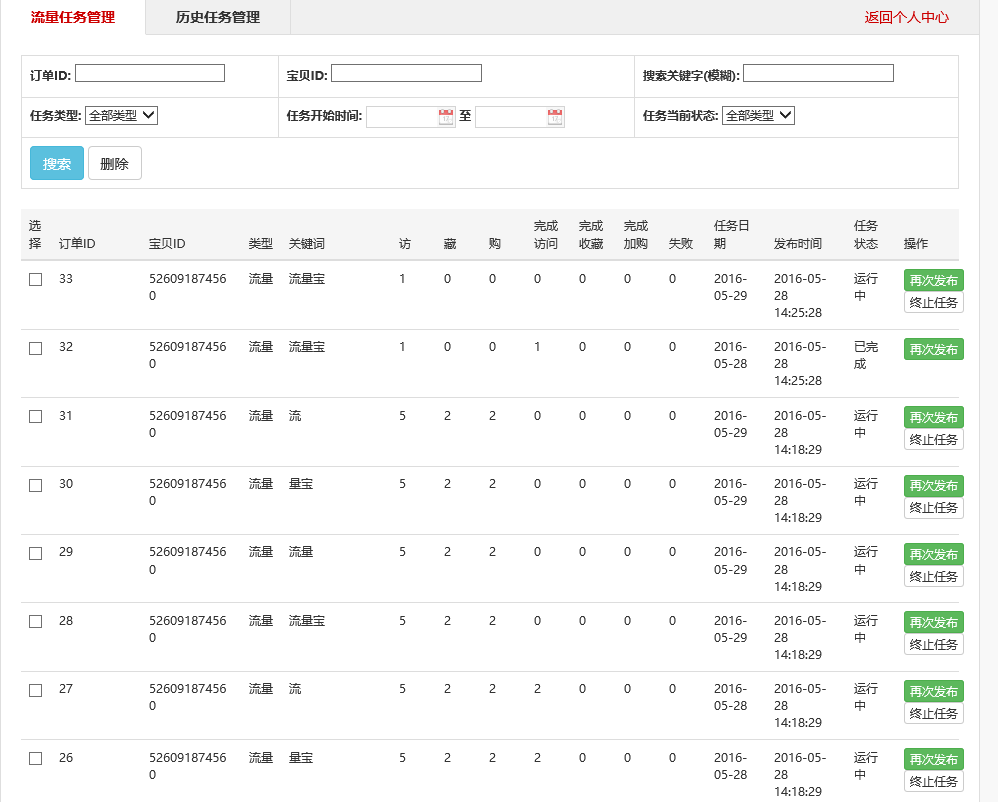 流量任务管理 历史任务管理 返回个人中心
订单ID: 宝贝ID: 搜索关键字(模糊):
任务类型: 全部类型 任务开始时间: 至 任务当前状态: 全部类型
搜索 删除
选择 订单ID 宝贝ID 类型 关键词 访 藏 购 完成访问 完成收藏 完成加购 失败 任务日期 发布时间 任务状态 操作
33 52609187456 流量 流量宝 1 0 0 0 0 0 0 2016- 2016-05- 运行 再次发布
0 05-29 28 中 终止任务
14:25:28
32 52609187456 流量 流量宝 1 0 0 1 0 0 0 2016- 2016-05- 已完 再次发布
0 05-28 28 成
14:25:28
31 52609187456 流量 流 5 2 2 0 0 0 0 2016- 2016-05- 运行 再次发布
0 05-29 28 中 终止任务
14:18:29
30 52609187456 流量 量宝 5 2 2 0 0 0 0 2016- 2016-05- 运行 再次发布
0 05-29 28 中 终止任务
14:18:29
29 52609187456 流量 流量 5 2 2 0 0 0 0 2016- 2016-05- 运行 再次发布
0 05-29 28 中 终止任务
14:18:29
28 52609187456 流量 流量宝 5 2 2 0 0 0 0 2016- 2016-05- 运行 再次发布
0 05-29 28 中 终止任务
14:18:29
27 52609187456 流量 流 5 2 2 2 0 0 0 2016- 2016-05- 运行 再次发布
0 05-28 28 中 终止任务
14:18:29
26 52609187456 流量 量宝 5 2 2 2 0 0 0 2016- 2016-05- 运行 再次发布
0 05-28 28 中 终止任务
14:18:29